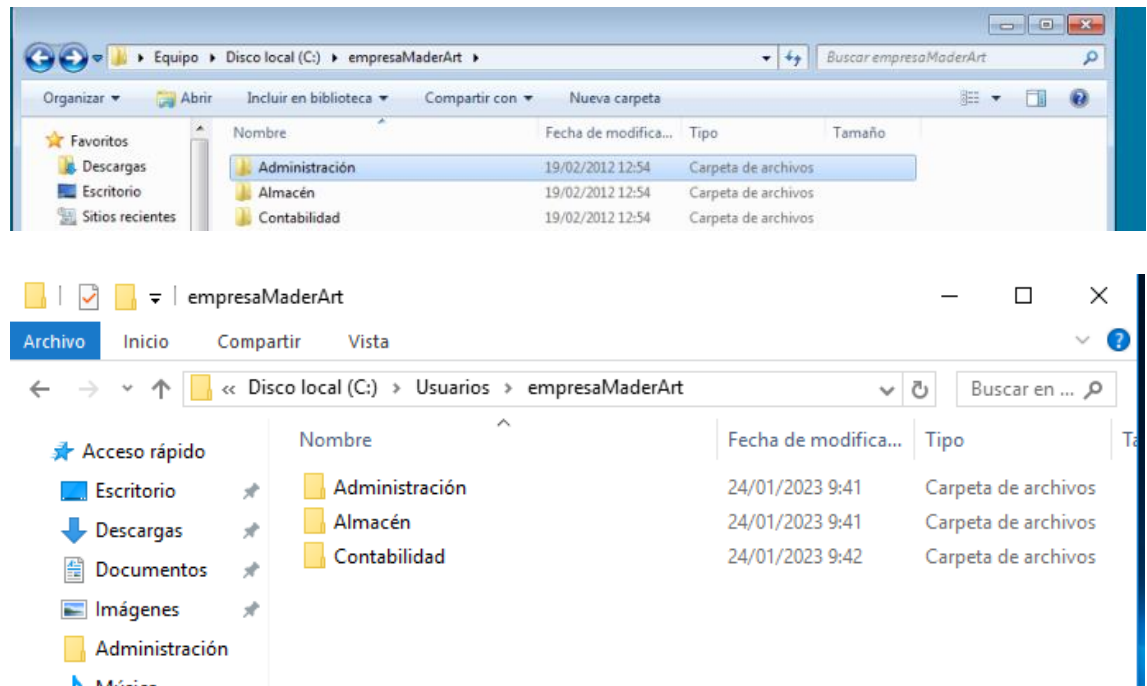 Equipo Disco local (C:) empresaMaderArt Buscar empresaMaderArt
Organizar Abrir Incluir en biblioteca Compartir con Nueva carpeta
Favoritos Nombre Fecha de modifica... Tipo Tamaño
Descargas Administración 19/02/2012 12:54 Carpeta de archivos
Escritorio Almacén 19/02/2012 12:54 Carpeta de archivos
Sitios recientes Contabilidad 19/02/2012 12:54 Carpeta de archivos
empresaMaderArt
Archivo Inicio Compartir Vista
« Disco local (C:) > Usuarios > empresaMaderArt Buscar en ...
Acceso rápido Nombre Fecha de modifica... Tipo
Escritorio Administración 24/01/2023 9:41 Carpeta de archivos
Descargas Almacén 24/01/2023 9:41 Carpeta de archivos
Documentos Contabilidad 24/01/2023 9:42 Carpeta de archivos
Imágenes
Administración